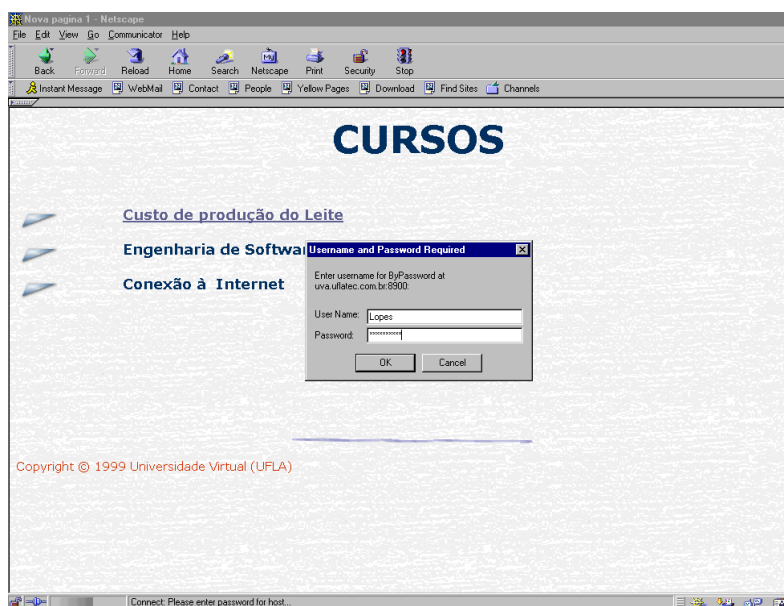 Nova pagina 1 - Netscape
File Edit View Go Communicator Help
Back Forward Reload Home Search Netscape Print Security Stop
Instant Message WebMail Contact People Yellow Pages Download Find Sites Channels
CURSOS
Custo de produção do Leite
Engenharia de Softwa
Conexão à Internet
Username and Password Required
Enter username for ByPassword at
uva.uflatec.com.br:8900:
User Name: Lopes
Password: **********
OK Cancel
Copyright © 1999 Universidade Virtual (UFLA)
Connect: Please enter password for host...